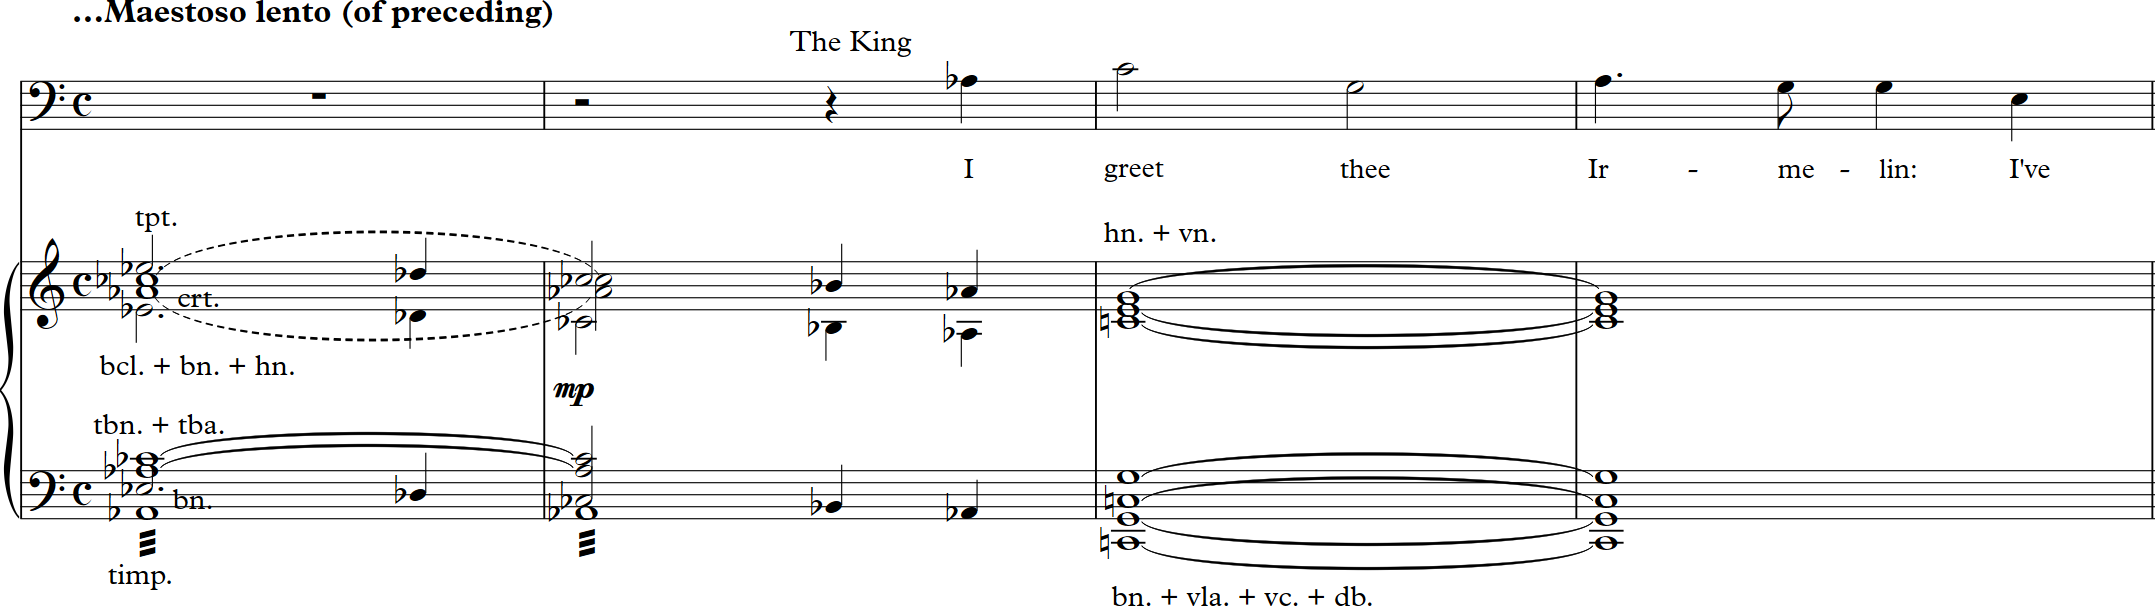 ...Maestoso lento (of preceding)
The King
I greet thee Ir - me - lin: I've
tpt.
hn. + vn.
crt.
bcl. + bn. + hn.
mp
tbn. + tba.
bn.
timp.
bn. + vla. + vc. + db.